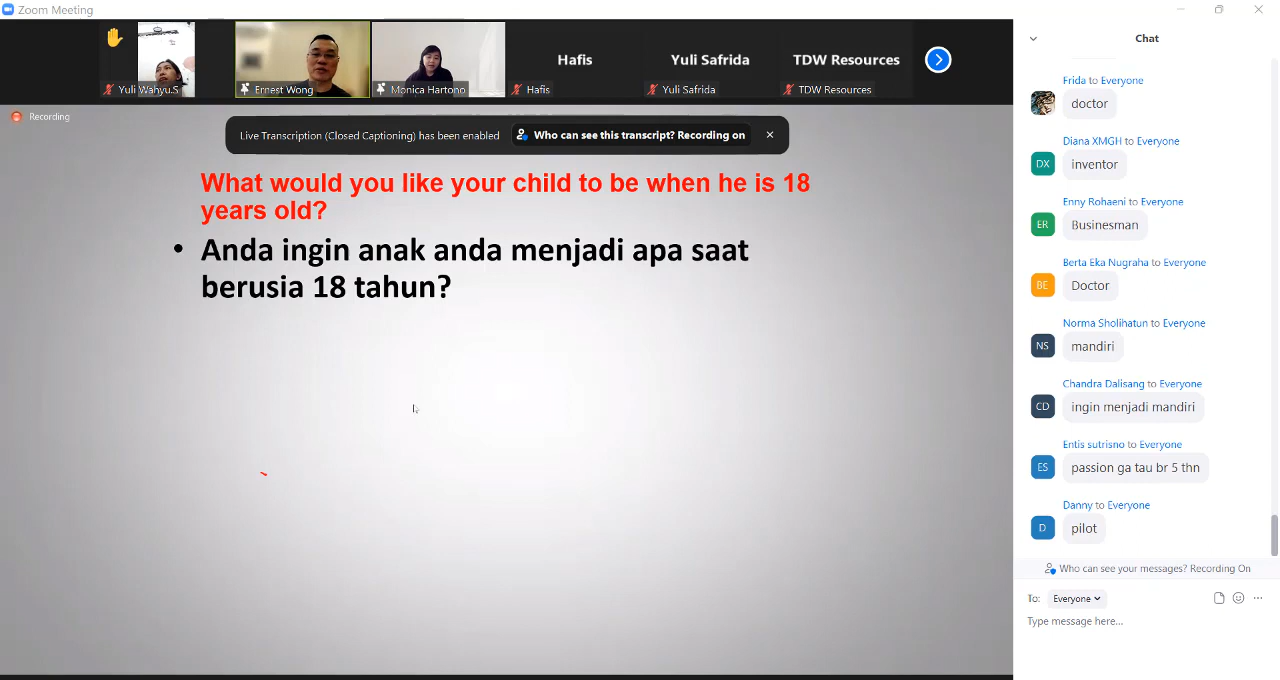 Zoom Meeting
Yuli Wahyu.S
Ernest Wong
Monica Hartono
Hafis
Hafis
Yuli Safrida
Yuli Safrida
TDW Resources
TDW Resources
Recording
Live Transcription (Closed Captioning) has been enabled
Who can see this transcript? Recording on
What would you like your child to be when he is 18
years old?
• Anda ingin anak anda menjadi apa saat
berusia 18 tahun?
Chat
Frida to Everyone
doctor
DX
Diana XMGH to Everyone
inventor
ER
Enny Rohaeni to Everyone
Businesman
BE
Berta Eka Nugraha to Everyone
Doctor
NS
Norma Sholihatun to Everyone
mandiri
CD
Chandra Dalisang to Everyone
ingin menjadi mandiri
ES
Entis sutrisno to Everyone
passion ga tau br 5 thn
D
Danny to Everyone
pilot
Who can see your messages? Recording On
To: Everyone
Type message here...